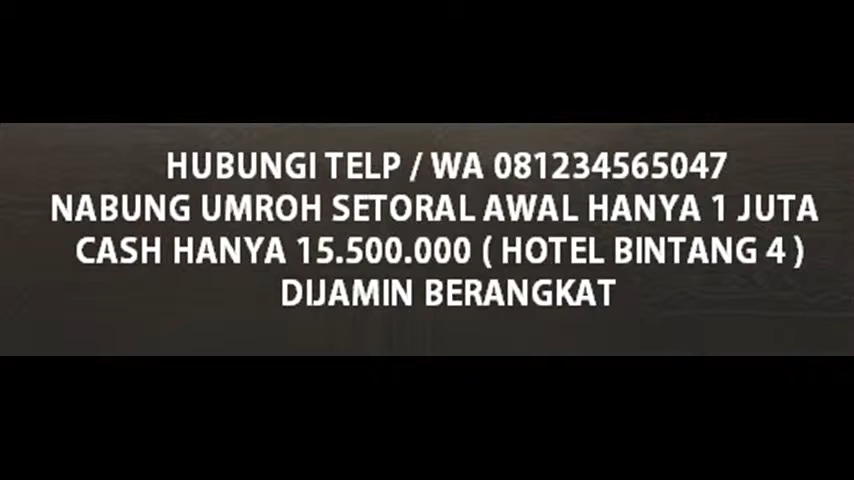 HUBUNGI TELP / WA 081234565047
NABUNG UMROH SETORAL AWAL HANYA 1 JUTA
CASH HANYA 15.500.000 ( HOTEL BINTANG 4 )
DIJAMIN BERANGKAT